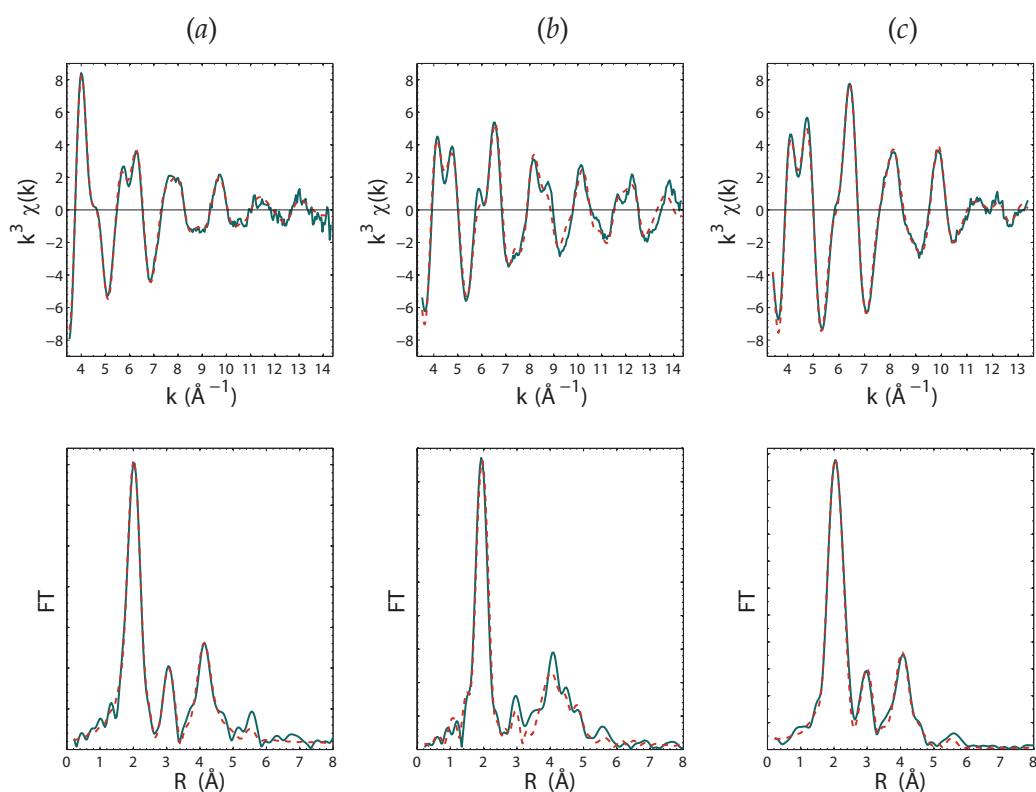 (a) (b) (c)
8 8 8
6 6 6
4 4 4
2 2 2
0 0 0
−2 −2 −2
−4 −4 −4
−6 −6 −6
−8 −8 −8
k³ χ(k) k³ χ(k) k³ χ(k)
4 5 6 7 8 9 10 11 12 13 14 4 5 6 7 8 9 10 11 12 13 14 4 5 6 7 8 9 10 11 12 13
k (Å⁻¹) k (Å⁻¹) k (Å⁻¹)
FT FT FT
0 1 2 3 4 5 6 7 8 0 1 2 3 4 5 6 7 8 0 1 2 3 4 5 6 7 8
R (Å) R (Å) R (Å)